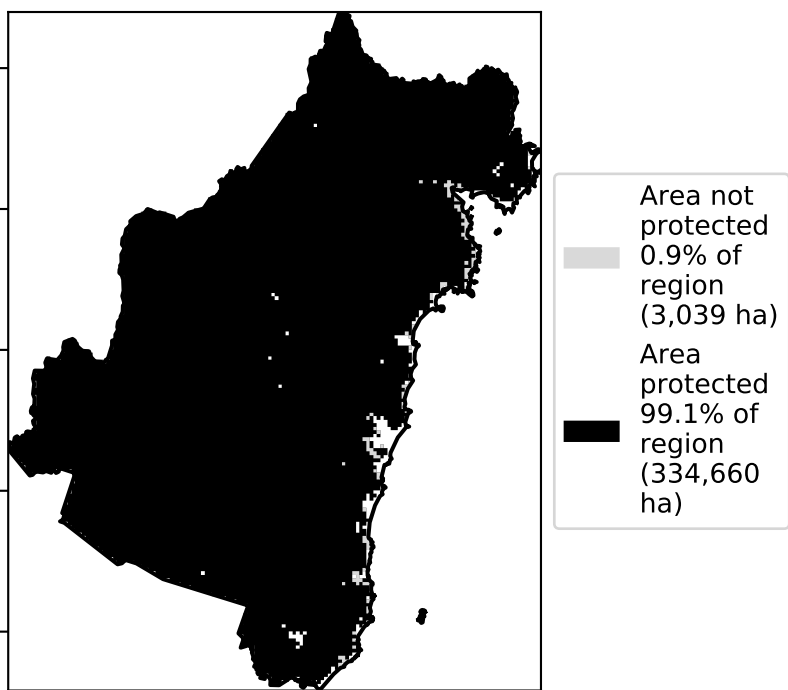 Area not
protected
0.9% of
region
(3,039 ha)
Area
protected
99.1% of
region
(334,660
ha)